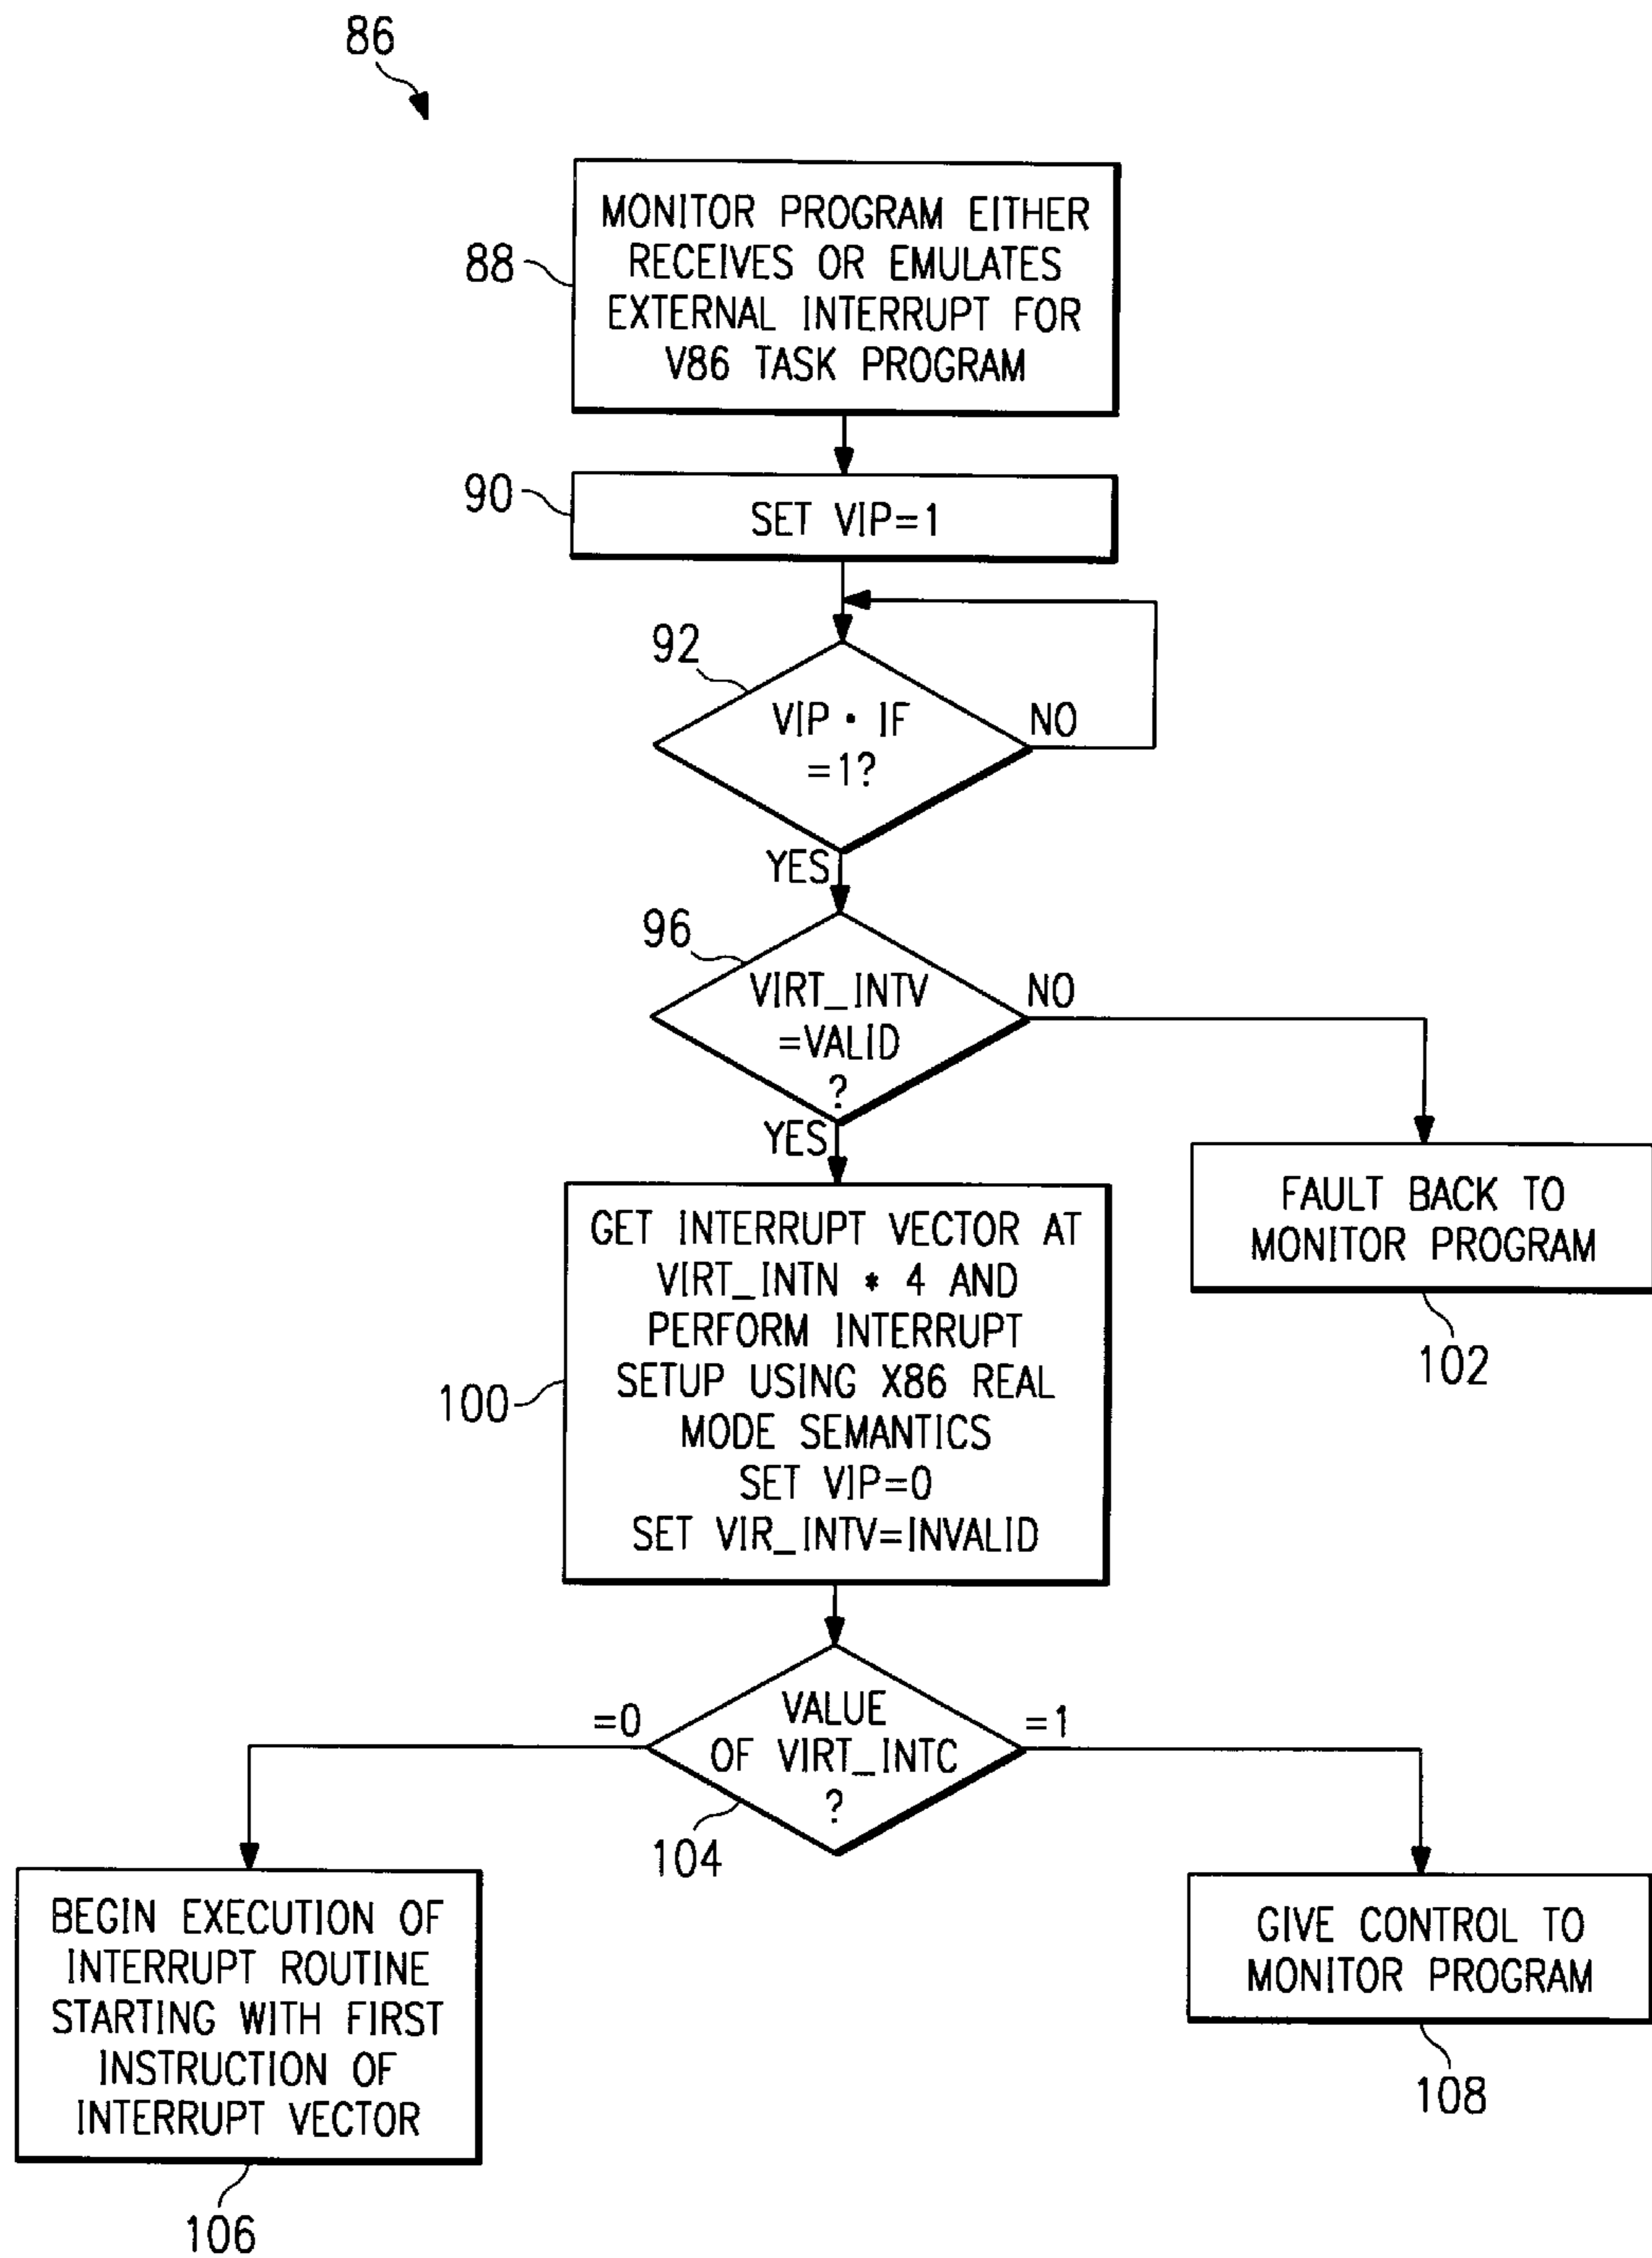 86
88
MONITOR PROGRAM EITHER
RECEIVES OR EMULATES
EXTERNAL INTERRUPT FOR
V86 TASK PROGRAM
90
SET VIP=1
92
VIP • IF
=1?
NO
YES
96
VIRT_INTV
=VALID
?
NO
YES
FAULT BACK TO
MONITOR PROGRAM
102
100
GET INTERRUPT VECTOR AT
VIRT_INTN * 4 AND
PERFORM INTERRUPT
SETUP USING X86 REAL
MODE SEMANTICS
SET VIP=0
SET VIR_INTV=INVALID
=0
VALUE
OF VIRT_INTC
?
=1
104
BEGIN EXECUTION OF
INTERRUPT ROUTINE
STARTING WITH FIRST
INSTRUCTION OF
INTERRUPT VECTOR
106
GIVE CONTROL TO
MONITOR PROGRAM
108